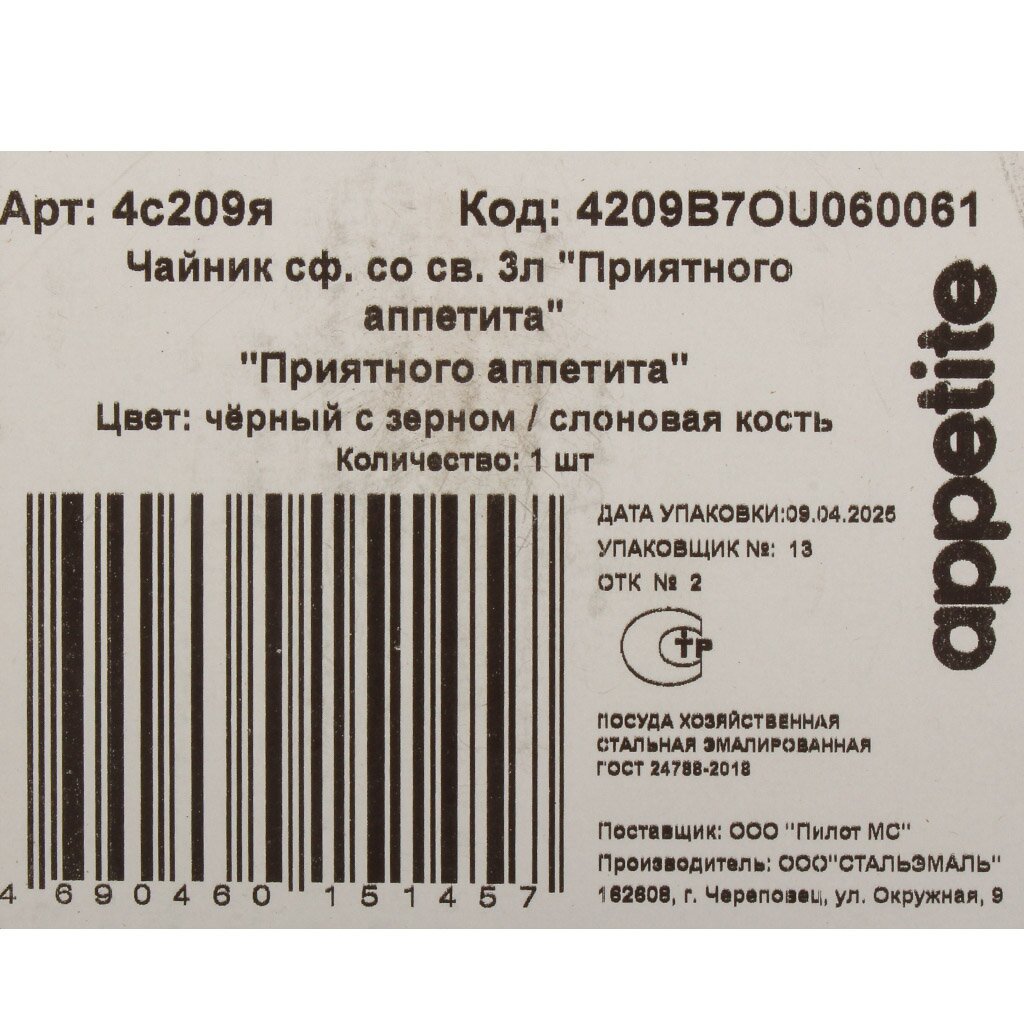 Арт: 4с209я Код: 4209B7OU060061
Чайник сф. со св. 3л "Приятного
аппетита"
"Приятного аппетита"
Цвет: чёрный с зерном / слоновая кость
Количество: 1 шт
appetite
ДАТА УПАКОВКИ:09.04.2025
УПАКОВЩИК №: 13
ОТК № 2
СТР
ПОСУДА ХОЗЯЙСТВЕННАЯ
СТАЛЬНАЯ ЭМАЛИРОВАННАЯ
ГОСТ 24788-2018
Поставщик: ООО "Пилот МС"
Производитель: ООО"СТАЛЬЭМАЛЬ"
162608, г. Череповец, ул. Окружная, 9
4 690460 151457